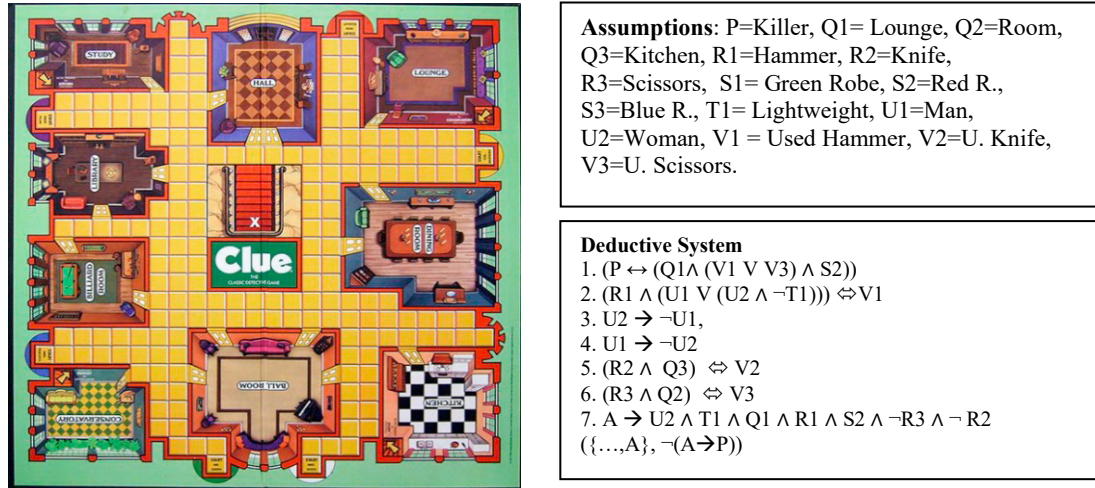 STUDY
HALL
LOUNGE
LIBRARY
X
Clue
THE
CLASSIC DETECTIVE GAME
DINING
ROOM
BILLIARD
ROOM
BALL ROOM
CONSERVATORY
KITCHEN
Assumptions: P=Killer, Q1= Lounge, Q2=Room,
Q3=Kitchen, R1=Hammer, R2=Knife,
R3=Scissors, S1= Green Robe, S2=Red R.,
S3=Blue R., T1= Lightweight, U1=Man,
U2=Woman, V1 = Used Hammer, V2=U. Knife,
V3=U. Scissors.
Deductive System
1. (P ↔ (Q1∧ (V1 V V3) ∧ S2))
2. (R1 ∧ (U1 V (U2 ∧ ¬T1))) ⇔V1
3. U2 → ¬U1,
4. U1 → ¬U2
5. (R2 ∧ Q3) ⇔ V2
6. (R3 ∧ Q2) ⇔ V3
7. A → U2 ∧ T1 ∧ Q1 ∧ R1 ∧ S2 ∧ ¬R3 ∧ ¬ R2
({…,A}, ¬(A→P))